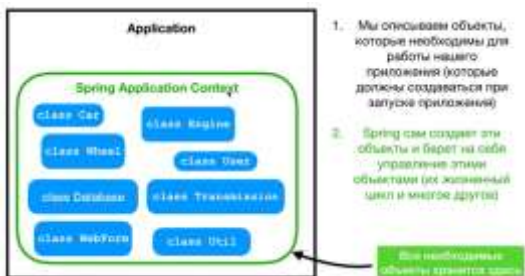 Application
Spring Application Context
class Car
class Engine
class Wheel
class User
class Database
class Transmission
class WebForm
class Util
1. Мы описываем объекты,
которые необходимы для
работы нашего
приложения (которые
должны создаваться при
запуске приложения)
2. Spring сам создает эти
объекты и берет на себя
управление этими
объектами (их жизненный
цикл и многое другое)
Все необходимые
объекты хранятся здесь